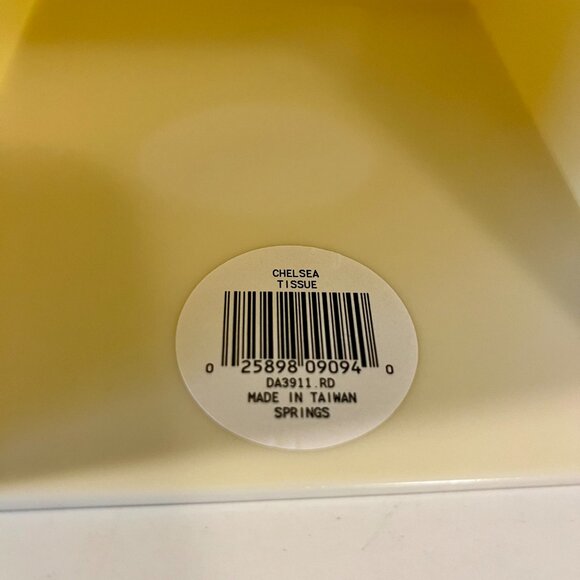 CHELSEA
TISSUE
0 25898 09094 0
DA3911.RD
MADE IN TAIWAN
SPRINGS